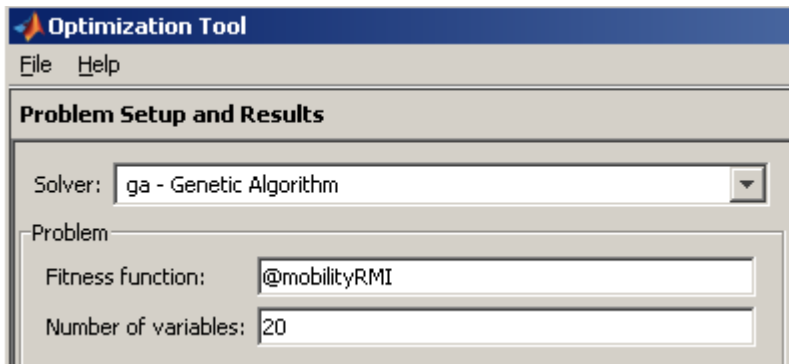 Optimization Tool
File Help
Problem Setup and Results
Solver: ga - Genetic Algorithm
Problem
Fitness function: @mobilityRMI
Number of variables: 20